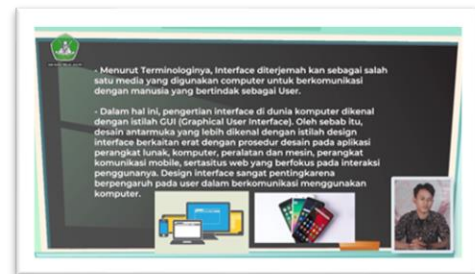 - Menurut Terminologinya, Interface diterjemah kan sebagai salah
satu media yang digunakan computer untuk berkomunikasi
dengan manusia yang bertindak sebagai User.
- Dalam hal ini, pengertian interface di dunia komputer dikenal
dengan istilah GUI (Graphical User Interface). Oleh sebab itu,
desain antarmuka yang lebih dikenal dengan istilah design
interface berkaitan erat dengan prosedur desain pada aplikasi
perangkat lunak, komputer, peralatan dan mesin, perangkat
komunikasi mobile, sertasitus web yang berfokus pada interaksi
penggunanya. Design interface sangat pentingkarena
berpengaruh pada user dalam berkomunikasi menggunakan
komputer.